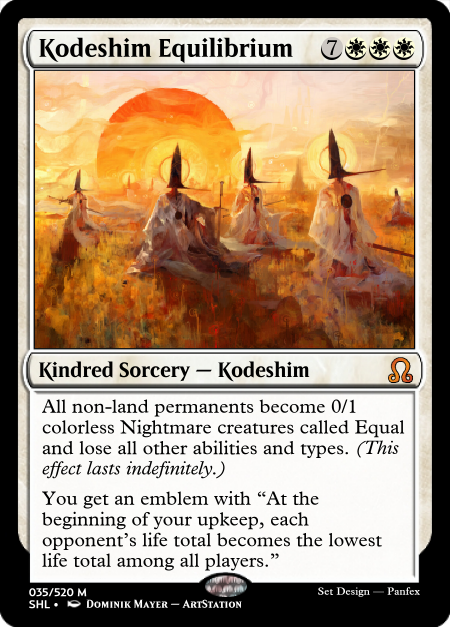 Kodeshim Equilibrium 7
Kindred Sorcery — Kodeshim
All non-land permanents become 0/1
colorless Nightmare creatures called Equal
and lose all other abilities and types. (This
effect lasts indefinitely.)
You get an emblem with “At the
beginning of your upkeep, each
opponent’s life total becomes the lowest
life total among all players.”
035/520 M
Set Design — Panfex
SHL • Dominik Mayer — ArtStation